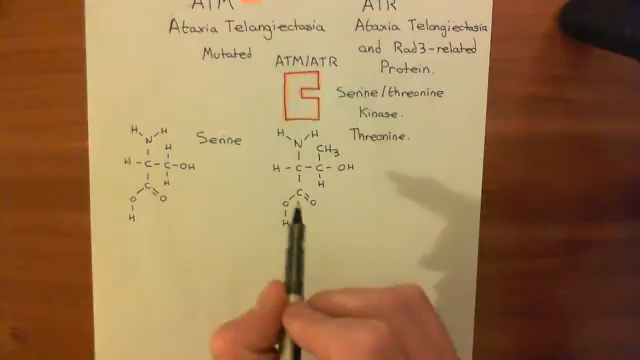 ATM
ATR
Ataxia Telangiectasia
Mutated
Ataxia Telangiectasia
and Rad3-related
Protein.
ATM/ATR
Serine/threonine
Kinase.
Serine
Threonine.
H H
N
H
H - C - C - OH
H
C
O O
H
H H
N
CH3
H - C - C - OH
H
C
O O
H